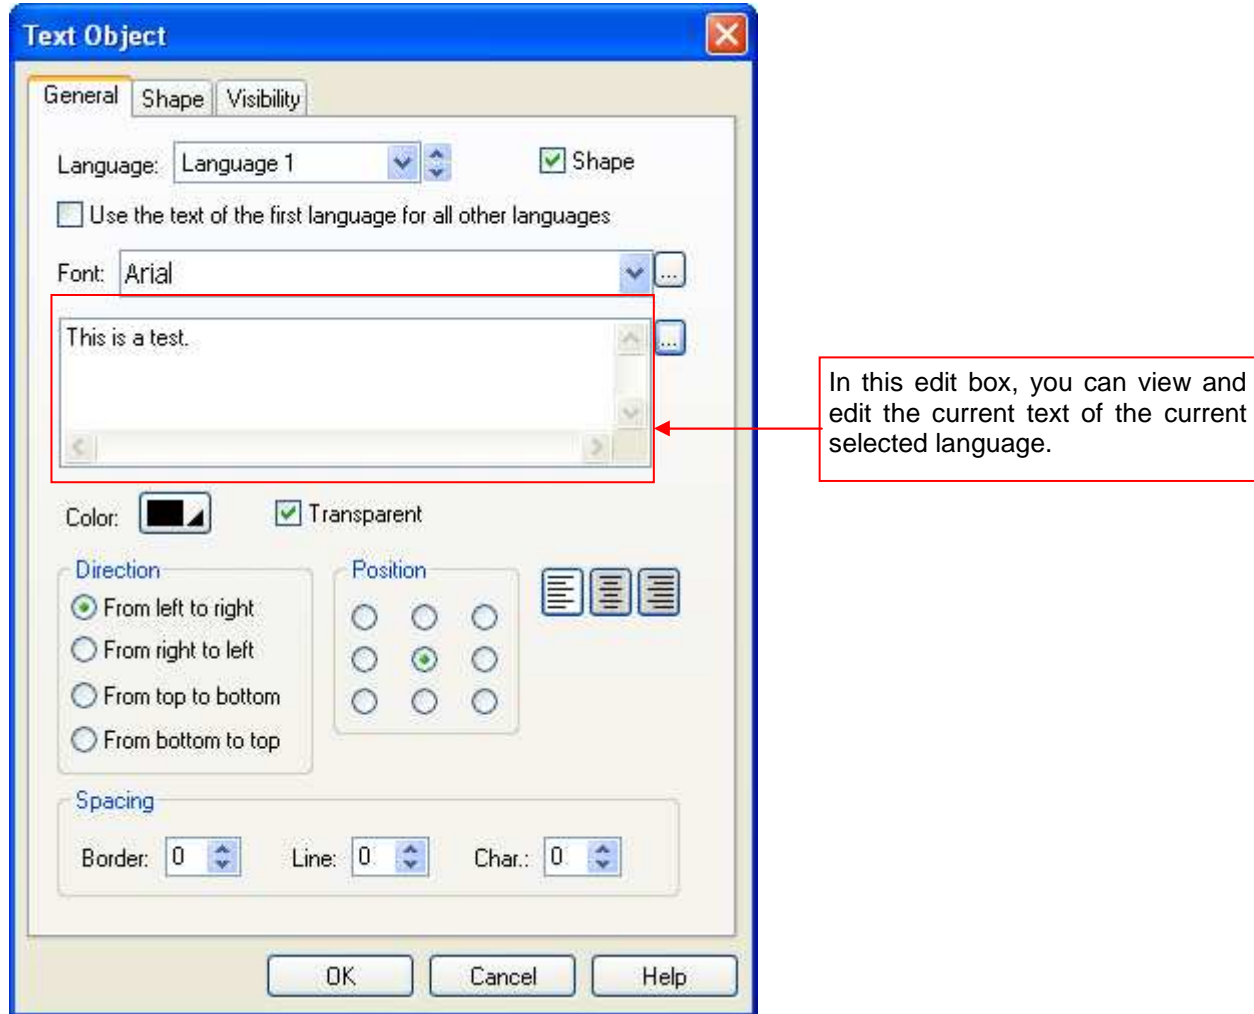 Text Object
General Shape Visibility
Language: Language 1 Shape
Use the text of the first language for all other languages
Font: Arial ...
This is a test. ...
In this edit box, you can view and
edit the current text of the current
selected language.
Color: Transparent
Direction Position
From left to right
From right to left
From top to bottom
From bottom to top
Spacing
Border: 0 Line: 0 Char.: 0
OK Cancel Help